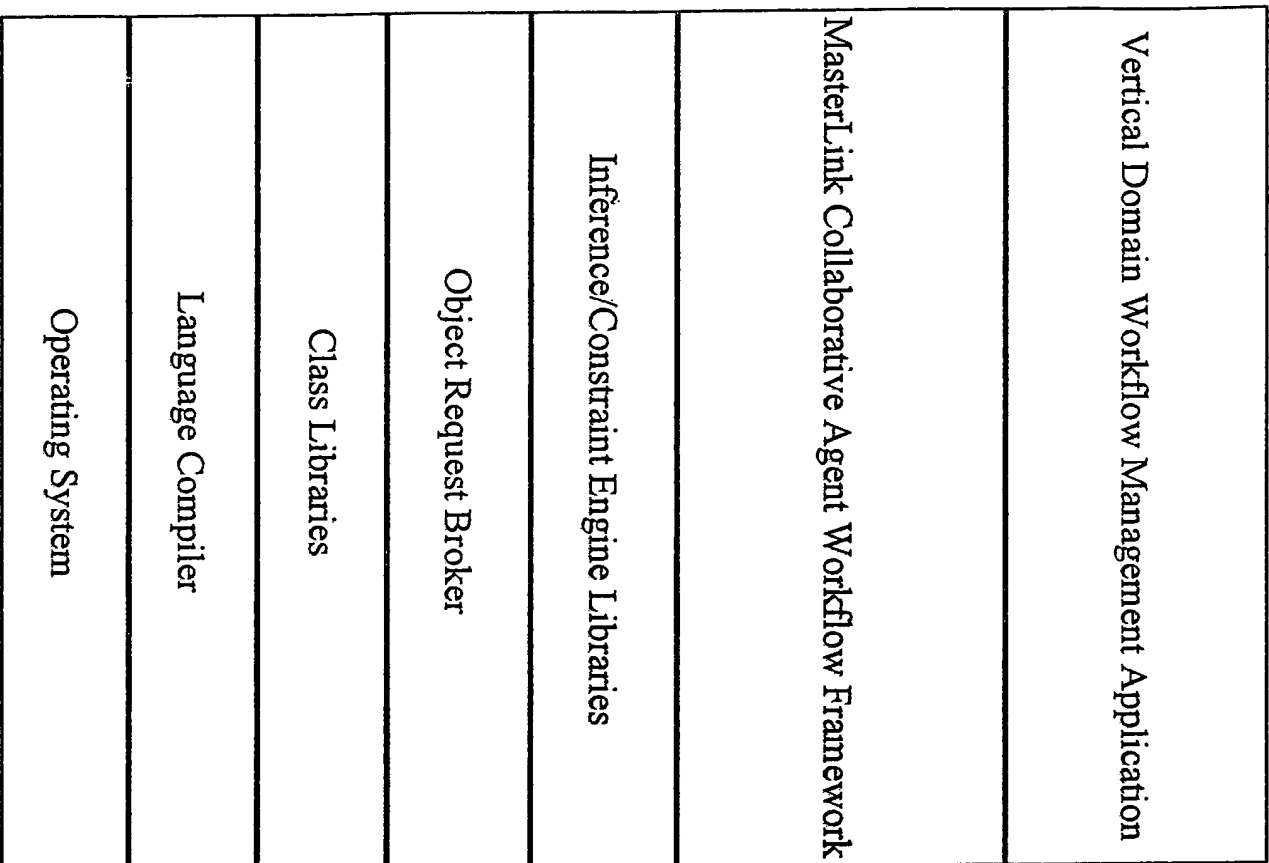 Vertical Domain Workflow Management Application
MasterLink Collaborative Agent Workflow Framework
Inference/Constraint Engine Libraries
Object Request Broker
Class Libraries
Language Compiler
Operating System